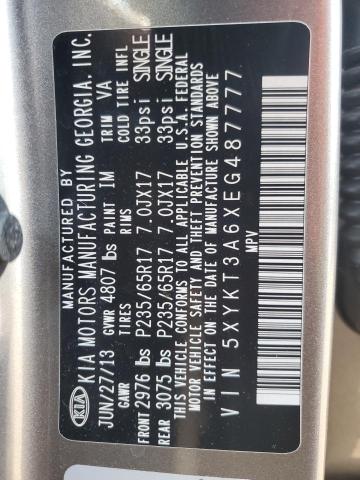 MANUFACTURED BY
KIA KIA MOTORS MANUFACTURING GEORGIA, INC.
JUN/27/13 PAINT IM TRIM VA
GVWR 4807 lbs
GAWR TIRES RIMS COLD TIRE INFL
FRONT 2976 lbs P235/65R17 7.0JX17 33psi SINGLE
REAR 3075 lbs P235/65R17 7.0JX17 33psi SINGLE
THIS VEHICLE CONFORMS TO ALL APPLICABLE U.S.A. FEDERAL
MOTOR VEHICLE SAFETY AND THEFT PREVENTION STANDARDS
IN EFFECT ON THE DATE OF MANUFACTURE SHOWN ABOVE
VIN 5XYKT3A6XEG487777
MPV